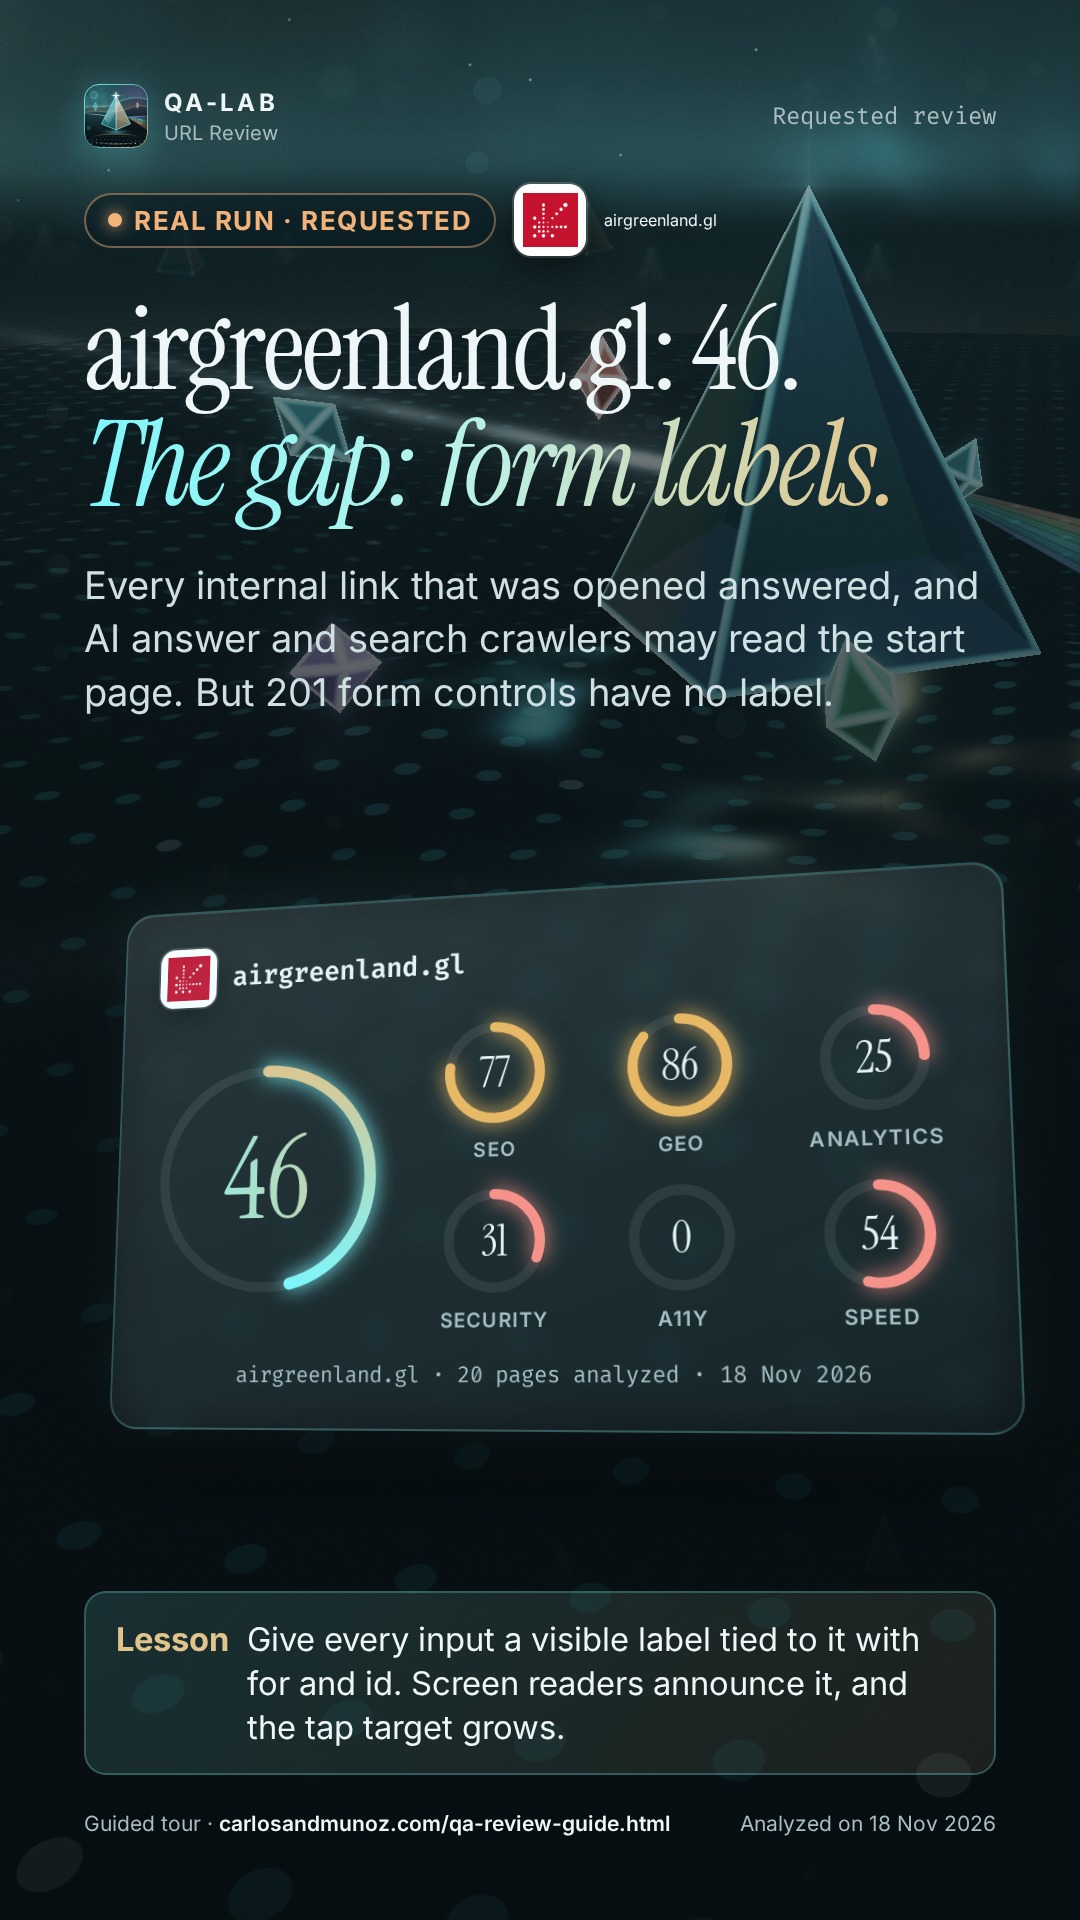 QA-LAB
URL Review
Requested review
REAL RUN · REQUESTED
airgreenland.gl
airgreenland.gl: 46.
The gap: form labels.
Every internal link that was opened answered, and
AI answer and search crawlers may read the start
page. But 201 form controls have no label.
airgreenland.gl
46
77
SEO
86
GEO
25
ANALYTICS
31
SECURITY
0
A11Y
54
SPEED
airgreenland.gl · 20 pages analyzed · 18 Nov 2026
Lesson Give every input a visible label tied to it with
for and id. Screen readers announce it, and
the tap target grows.
Guided tour · carlosandmunoz.com/qa-review-guide.html
Analyzed on 18 Nov 2026